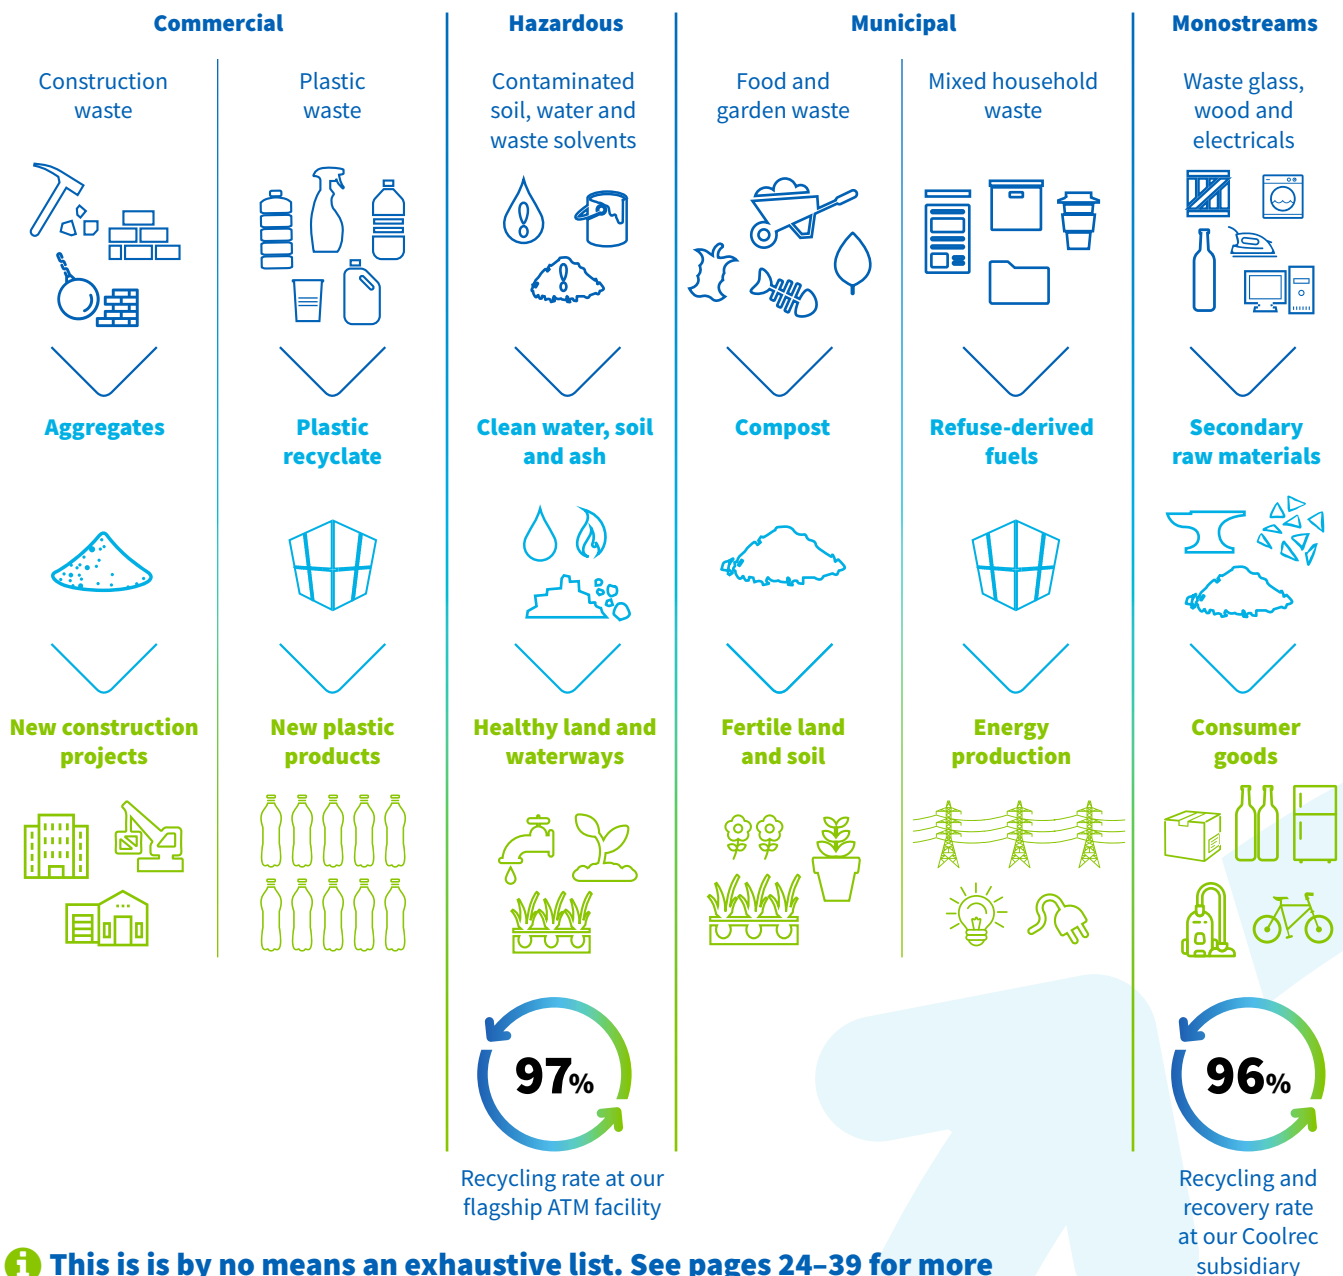 Commercial
Hazardous
Municipal
Monostreams
Construction
waste
Plastic
waste
Contaminated
soil, water and
waste solvents
Food and
garden waste
Mixed household
waste
Waste glass,
wood and
electricals
Aggregates
Plastic
recyclate
Clean water, soil
and ash
Compost
Refuse-derived
fuels
Secondary
raw materials
New construction
projects
New plastic
products
Healthy land and
waterways
Fertile land
and soil
Energy
production
Consumer
goods
97%
Recycling rate at our
flagship ATM facility
96%
Recycling and
recovery rate
at our Coolrec
subsidiary
This is is by no means an exhaustive list. See pages 24–39 for more